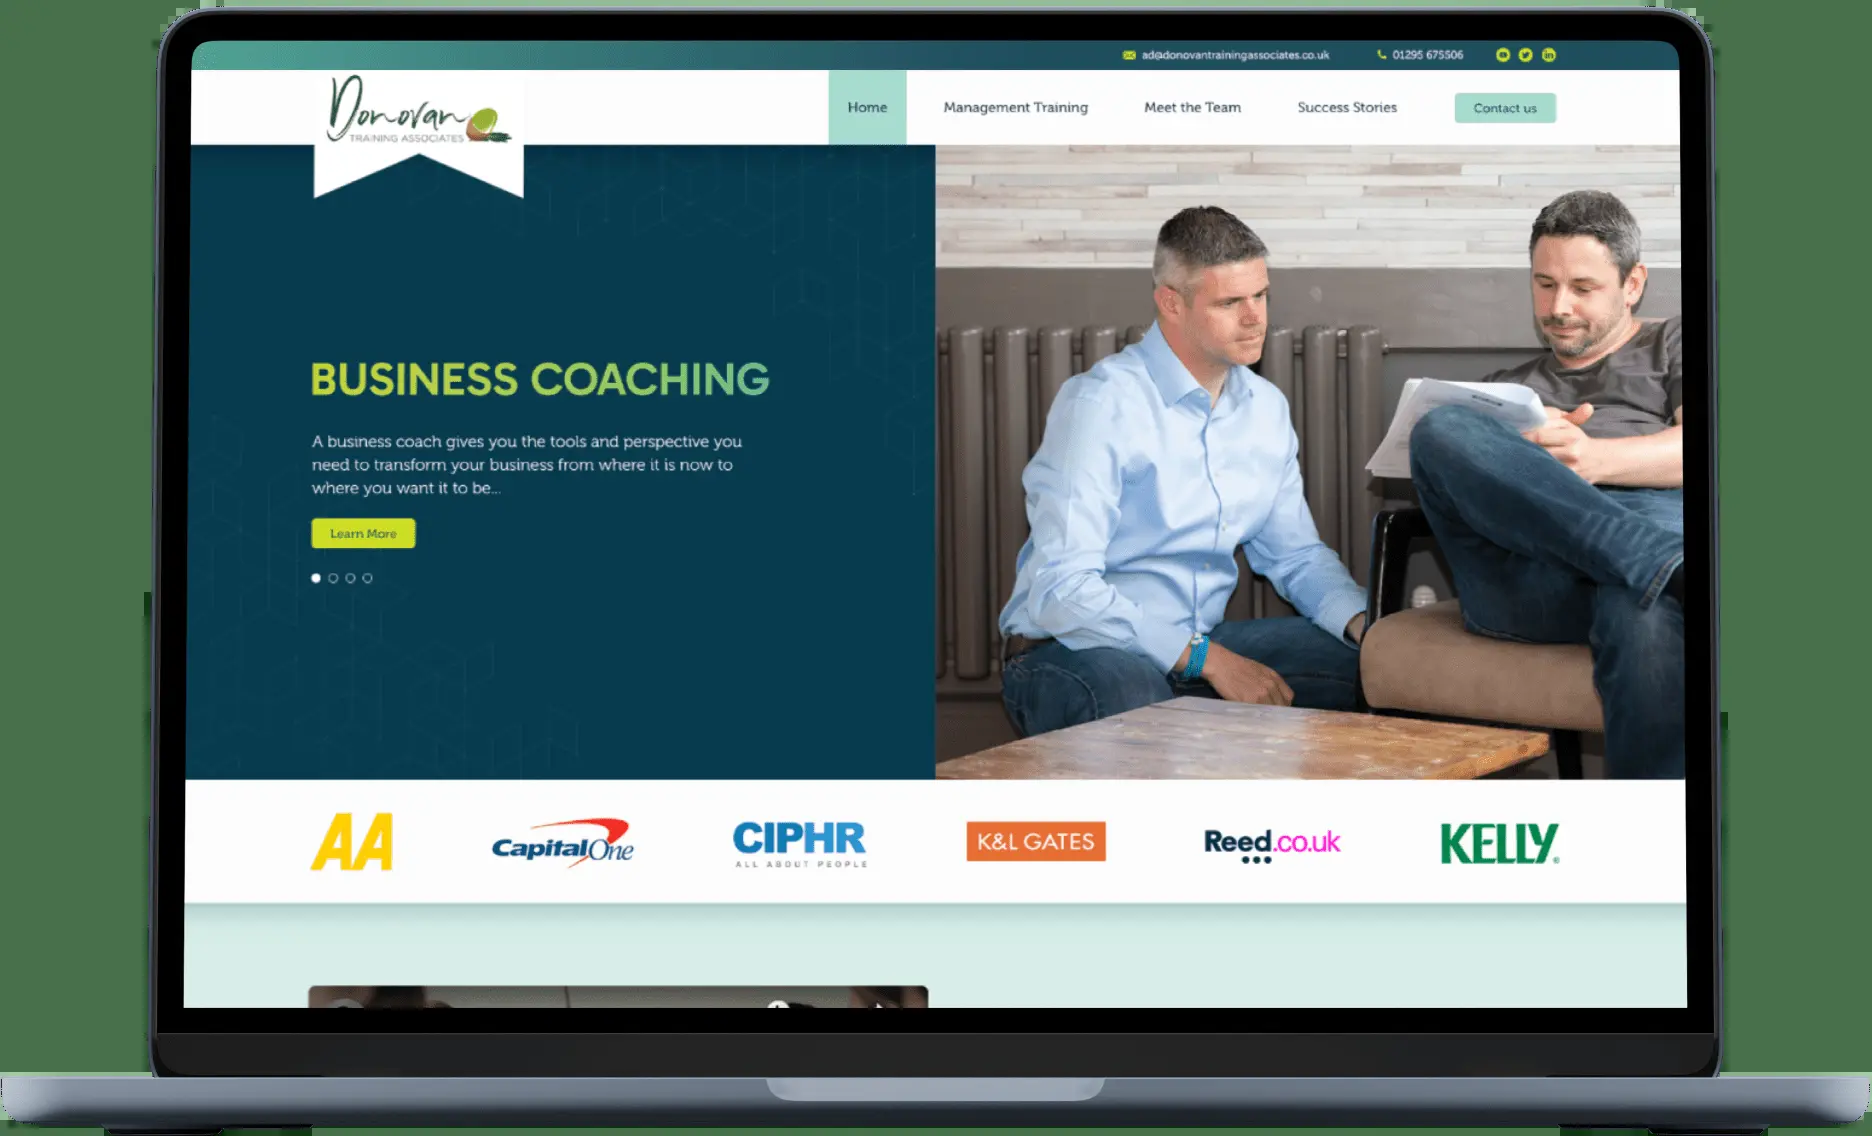 ad@donovantrainingassociates.co.uk
01295 675506
Donovan
TRAINING ASSOCIATES
Home
Management Training
Meet the Team
Success Stories
Contact us
BUSINESS COACHING
A business coach gives you the tools and perspective you
need to transform your business from where it is now to
where you want it to be...
Learn More
AA
CapitalOne
CIPHR
ALL ABOUT PEOPLE
K&L GATES
Reed.co.uk
KELLY®